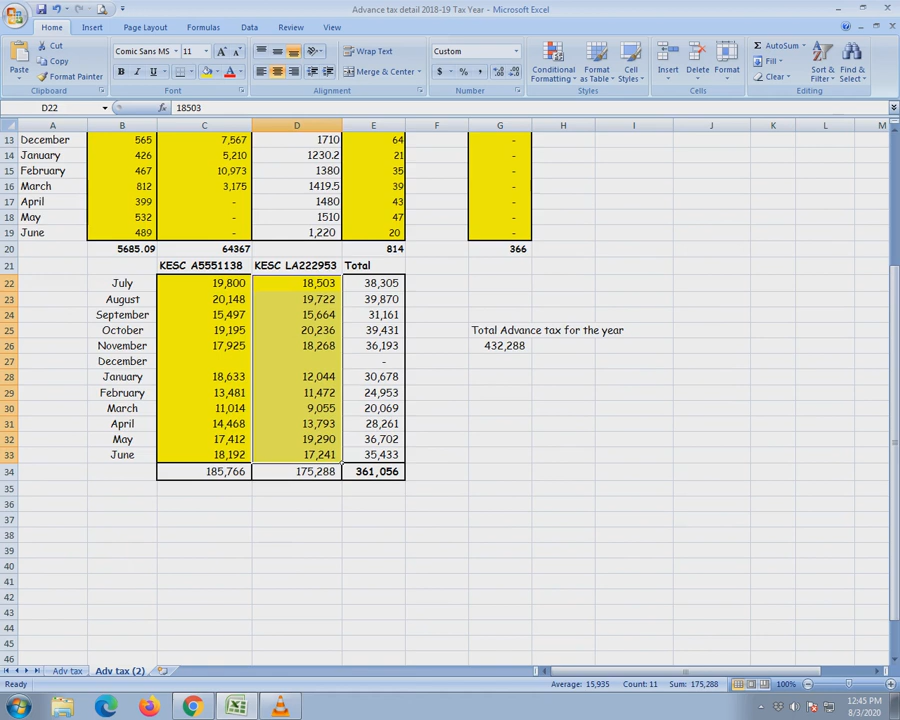 Advance tax detail 2018-19 Tax Year - Microsoft Excel
Home Insert Page Layout Formulas Data Review View
Cut Comic Sans MS 11 Wrap Text Custom AutoSum
Paste Copy Conditional Format Cell Insert Delete Format Fill Sort & Find &
Format Painter B I U A Merge & Center $ % , Formatting as Table Styles Clear Filter Select
Clipboard Font Alignment Number Styles Cells Editing
D22 fx 18503
A B C D E F G H I J K L M
13 December 565 7,567 1710 64 -
14 January 426 5,210 1230.2 21 -
15 February 467 10,973 1380 35 -
16 March 812 3,175 1419.5 39 -
17 April 399 - 1480 43 -
18 May 532 - 1510 47 -
19 June 489 - 1,220 20 -
20 5685.09 64367 814 366
21 KESC A5551138 KESC LA222953 Total
22 July 19,800 18,503 38,305
23 August 20,148 19,722 39,870
24 September 15,497 15,664 31,161
25 October 19,195 20,236 39,431 Total Advance tax for the year
26 November 17,925 18,268 36,193 432,288
27 December -
28 January 18,633 12,044 30,678
29 February 13,481 11,472 24,953
30 March 11,014 9,055 20,069
31 April 14,468 13,793 28,261
32 May 17,412 19,290 36,702
33 June 18,192 17,241 35,433
34 185,766 175,288 361,056
35
36
37
38
39
40
41
42
43
44
45
46
Adv tax Adv tax (2)
Ready Average: 15,935 Count: 11 Sum: 175,288 100%
12:45 PM
8/3/2020